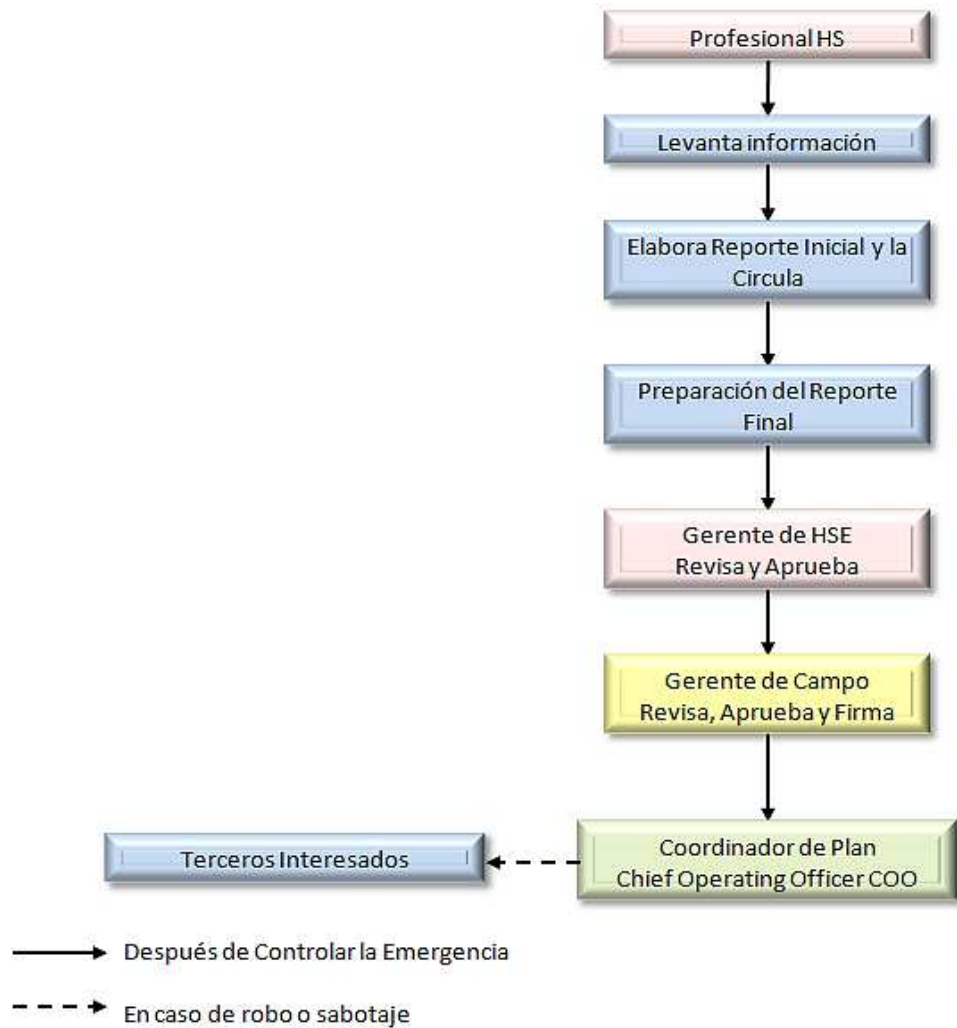 Profesional HS
Levanta información
Elabora Reporte Inicial y la
Circula
Preparación del Reporte
Final
Gerente de HSE
Revisa y Aprueba
Gerente de Campo
Revisa, Aprueba y Firma
Terceros Interesados
Coordinador de Plan
Chief Operating Officer COO
Después de Controlar la Emergencia
En caso de robo o sabotaje